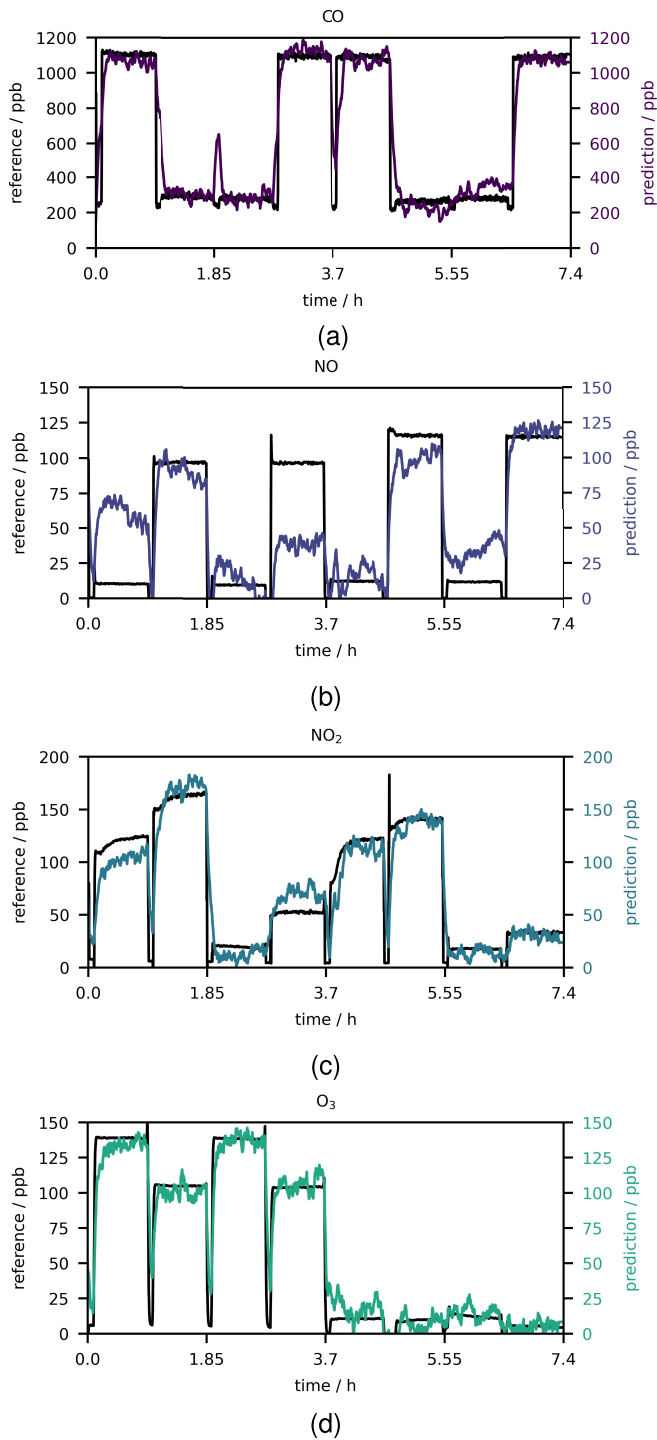 CO
1200 1200
1000 1000
800 800
600 600
400 400
200 200
0 0
reference / ppb
prediction / ppb
0.0 1.85 3.7 5.55 7.4
time / h
(a)
NO
150 150
125 125
100 100
75 75
50 50
25 25
0 0
reference / ppb
prediction / ppb
0.0 1.85 3.7 5.55 7.4
time / h
(b)
NO₂
200 200
150 150
100 100
50 50
0 0
reference / ppb
prediction / ppb
0.0 1.85 3.7 5.55 7.4
time / h
(c)
O₃
150 150
125 125
100 100
75 75
50 50
25 25
0 0
reference / ppb
prediction / ppb
0.0 1.85 3.7 5.55 7.4
time / h
(d)